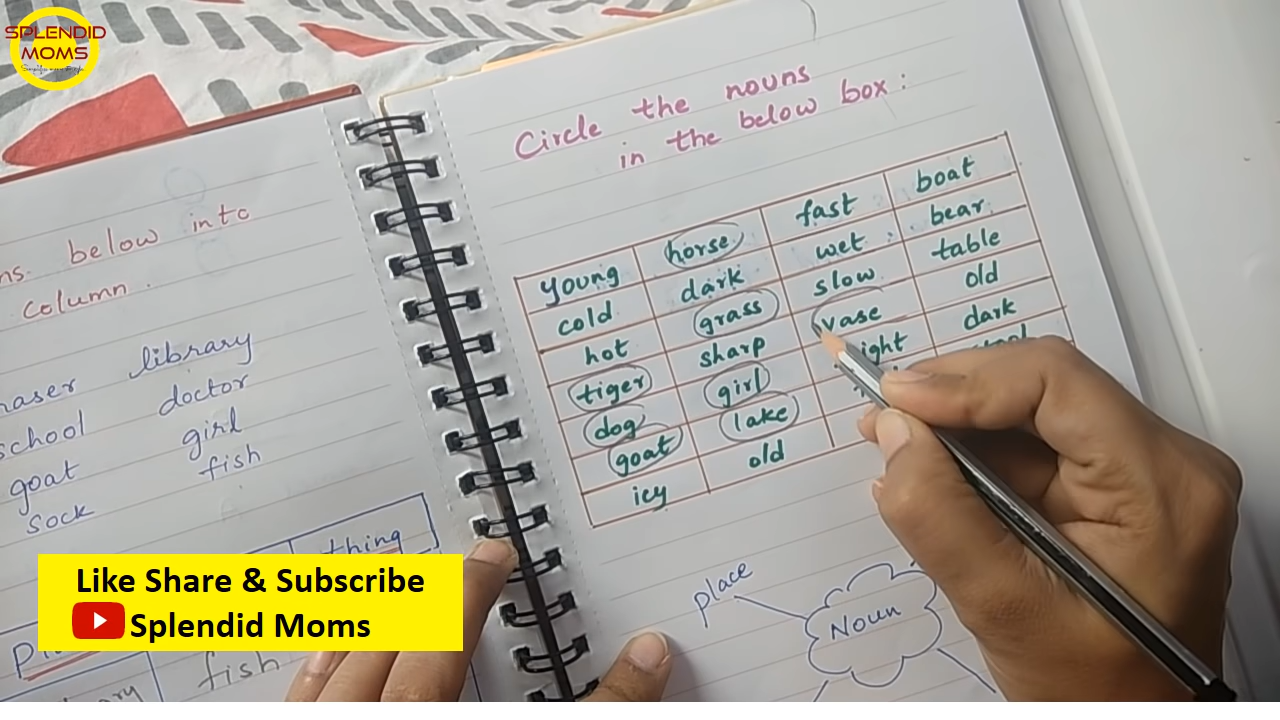 SPLENDID
MOMS
below into
column.
library
school doctor
goat girl
sock fish
thing
fish
Circle the nouns
in the below box:
young horse fast boat
cold dark wet bear
hot grass slow table
tiger sharp vase old
dog girl dark
goat lake
icy old
place
Noun
Like Share & Subscribe
Splendid Moms